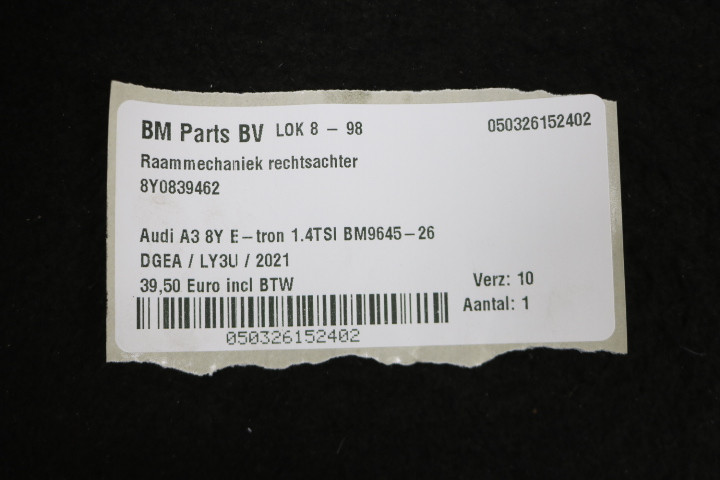 BM Parts BV LOK 8 - 98 050326152402
Raammechaniek rechtsachter
8Y0839462
Audi A3 8Y E-tron 1.4TSI BM9645-26
DGEA / LY3U / 2021
39,50 Euro incl BTW
Verz: 10
Aantal: 1
050326152402